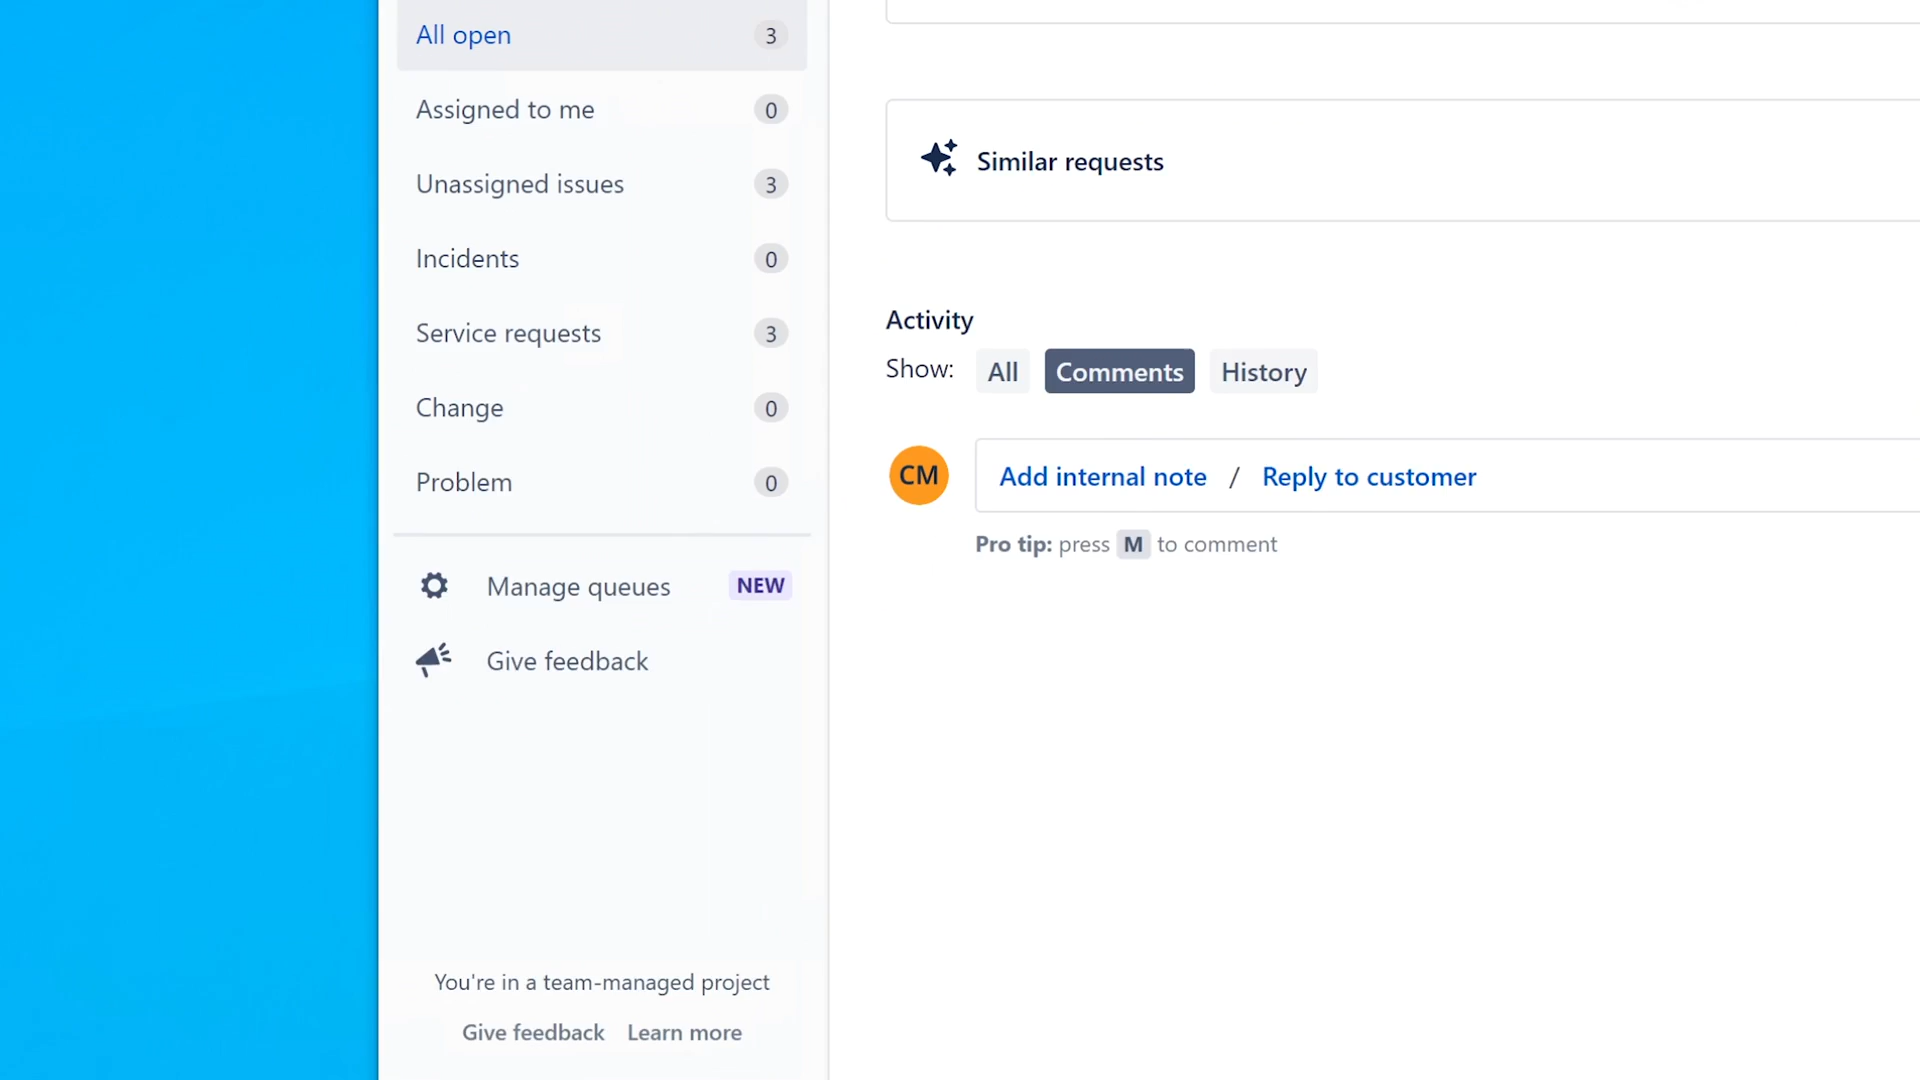 All open 3
Assigned to me 0
Unassigned issues 3
Incidents 0
Service requests 3
Change 0
Problem 0
Manage queues NEW
Give feedback
You're in a team-managed project
Give feedback Learn more
Similar requests
Activity
Show: All Comments History
CM Add internal note / Reply to customer
Pro tip: press M to comment